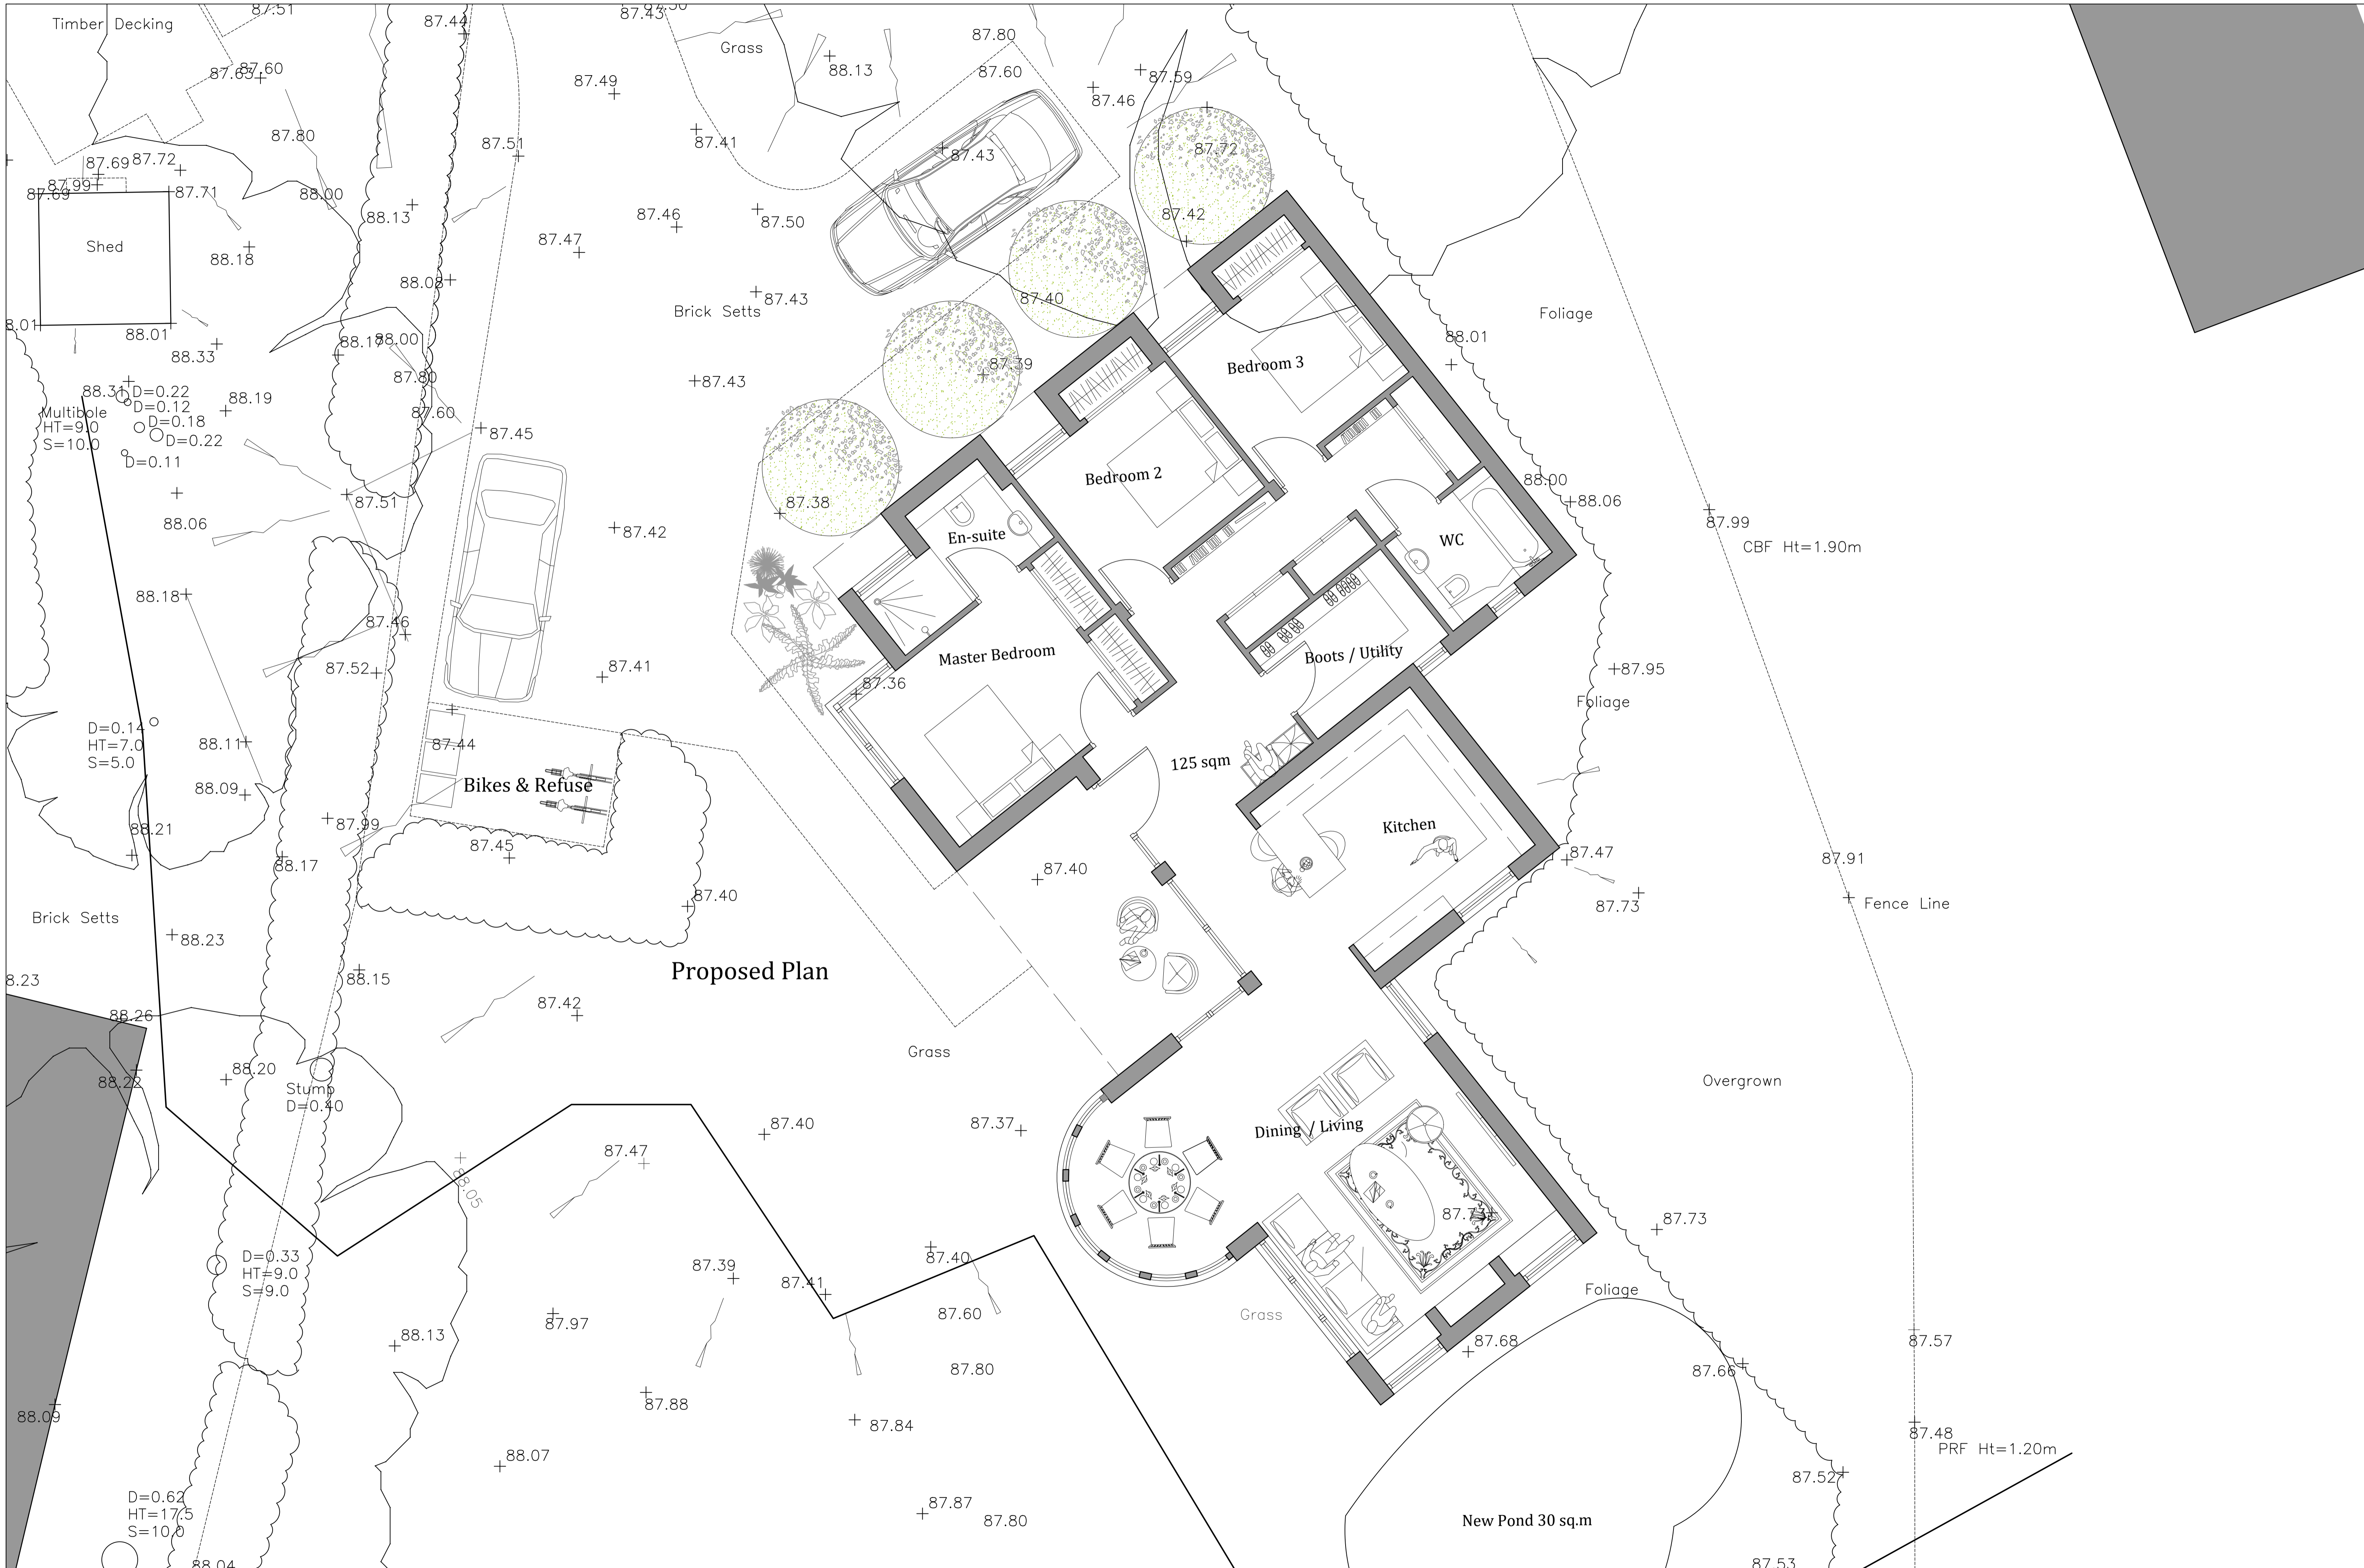 Timber Decking
87.51
87.44
87.43
87.50
Grass
87.80
87.60
88.13
87.59
87.46
87.63
87.60
87.49
87.80
87.51
87.41
87.43
87.72
87.69
87.72
87.99
87.69
87.71
88.00
88.13
87.46
87.50
87.42
Shed
88.18
87.47
88.08
87.43
87.40
Brick Setts
Foliage
8.01
88.01
88.33
88.17
88.00
88.01
87.80
87.43
87.39
Bedroom 3
88.31
D=0.22
D=0.12
88.19
Multibole
HT=9.0
S=10.0
D=0.18
D=0.22
D=0.11
87.60
87.45
Bedroom 2
88.00
88.06
87.51
87.38
88.06
87.42
En-suite
WC
87.99
CBF Ht=1.90m
88.18
87.46
87.52
87.41
Master Bedroom
Boots / Utility
87.95
87.36
Foliage
D=0.14
HT=7.0
S=5.0
88.11
87.44
88.09
Bikes & Refuse
125 sqm
88.21
87.99
Kitchen
88.17
87.45
87.40
87.47
87.91
87.40
87.73
Fence Line
Brick Setts
88.23
8.23
88.15
Proposed Plan
88.26
87.42
Grass
88.22
88.20
Stump
D=0.40
Overgrown
87.40
87.37
Dining / Living
87.47
88.05
87.73
87.73
D=0.33
HT=9.0
S=9.0
87.39
87.41
87.40
Foliage
87.97
87.60
Grass
88.13
87.68
87.57
87.80
87.66
88.09
87.88
87.84
87.48
PRF Ht=1.20m
88.07
87.52
D=0.62
HT=17.5
S=10.0
87.87
87.80
New Pond 30 sq.m
88.04
87.53